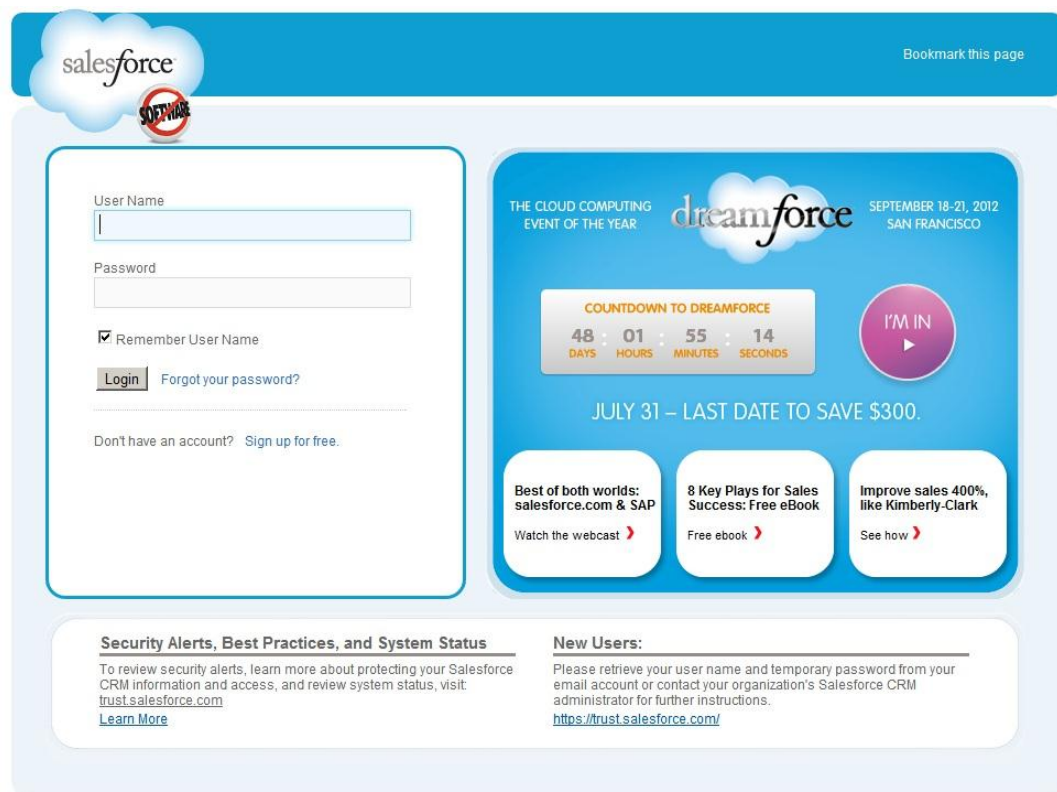 salesforce
SOFTWARE
Bookmark this page
User Name
Password
Remember User Name
Login Forgot your password?
Don't have an account? Sign up for free.
THE CLOUD COMPUTING
EVENT OF THE YEAR
dreamforce
SEPTEMBER 18-21, 2012
SAN FRANCISCO
COUNTDOWN TO DREAMFORCE
48 : 01 : 55 : 14
DAYS HOURS MINUTES SECONDS
I'M IN
JULY 31 – LAST DATE TO SAVE $300.
Best of both worlds:
salesforce.com & SAP
Watch the webcast
8 Key Plays for Sales
Success: Free eBook
Free ebook
Improve sales 400%,
like Kimberly-Clark
See how
Security Alerts, Best Practices, and System Status
To review security alerts, learn more about protecting your Salesforce
CRM information and access, and review system status, visit:
trust.salesforce.com
Learn More
New Users:
Please retrieve your user name and temporary password from your
email account or contact your organization's Salesforce CRM
administrator for further instructions.
https://trust.salesforce.com/